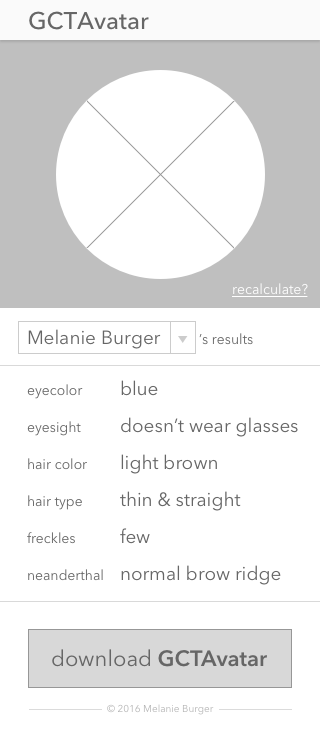 GCTAvatar
recalculate?
Melanie Burger 's results
eyecolor blue
eyesight doesn't wear glasses
hair color light brown
hair type thin & straight
freckles few
neanderthal normal brow ridge
download GCTAvatar
© 2016 Melanie Burger